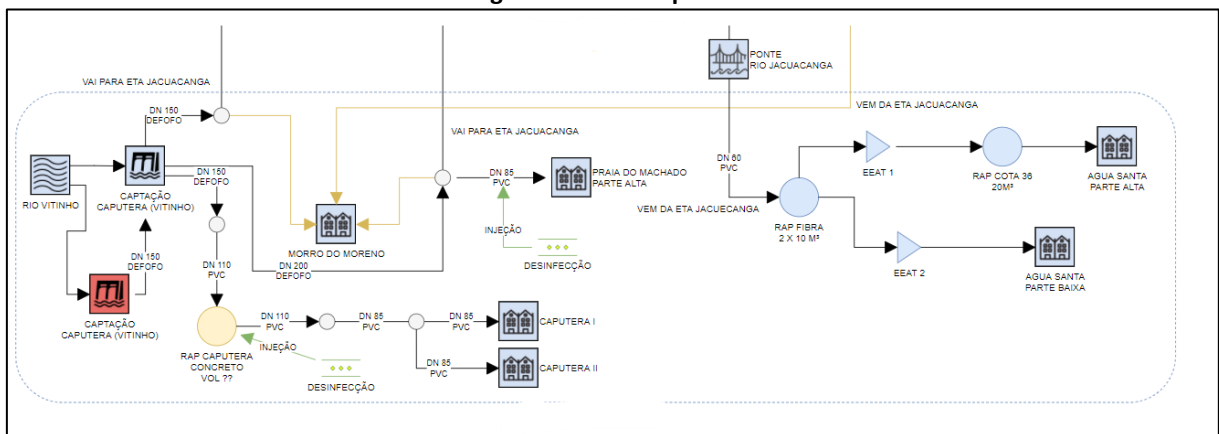 PONTE
RIO JACUACANGA
VAI PARA ETA JACUACANGA
VEM DA ETA JACUACANGA
DN 150
DEFOFO
VAI PARA ETA JACUACANGA
DN 60
PVC
RIO VITINHO
CAPTAÇÃO
CAPUTERA (VITINHO)
DN 150
DEFOFO
DN 85
PVC
PRAIA DO MACHADO
PARTE ALTA
EEAT 1
RAP COTA 36
20M³
AGUA SANTA
PARTE ALTA
VEM DA ETA JACUECANGA
RAP FIBRA
2 X 10 M³
INJEÇÃO
MORRO DO MORENO
DN 150
DEFOFO
DN 110
PVC
DN 200
DEFOFO
DESINFECÇÃO
EEAT 2
AGUA SANTA
PARTE BAIXA
CAPTAÇÃO
CAPUTERA (VITINHO)
DN 110
PVC
DN 85
PVC
DN 85
PVC
CAPUTERA I
INJEÇÃO
RAP CAPUTERA
CONCRETO
VOL ??
DN 85
PVC
CAPUTERA II
DESINFECÇÃO